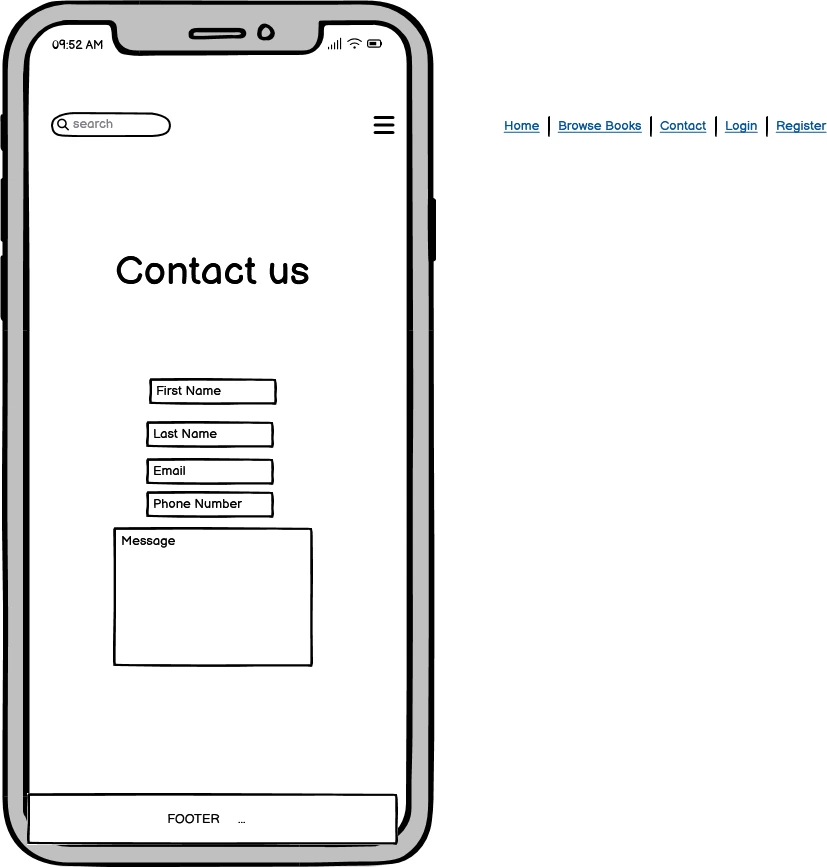 09:52 AM
search
Home | Browse Books | Contact | Login | Register
Contact us
First Name
Last Name
Email
Phone Number
Message
FOOTER ...